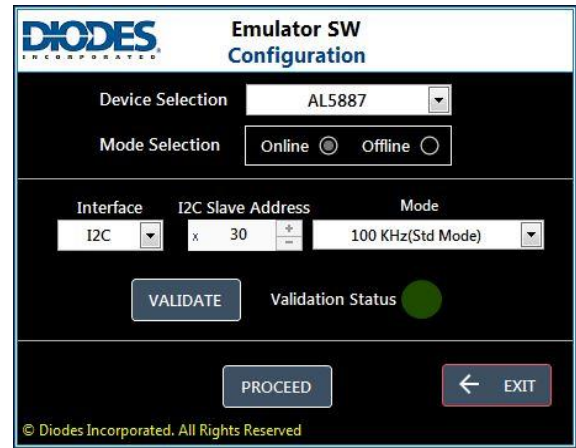 DIODES.
INCORPORATED
Emulator SW
Configuration
Device Selection AL5887
Mode Selection Online Offline
Interface I2C Slave Address Mode
I2C x 30 + - 100 KHz(Std Mode)
VALIDATE Validation Status
PROCEED ← EXIT
© Diodes Incorporated. All Rights Reserved